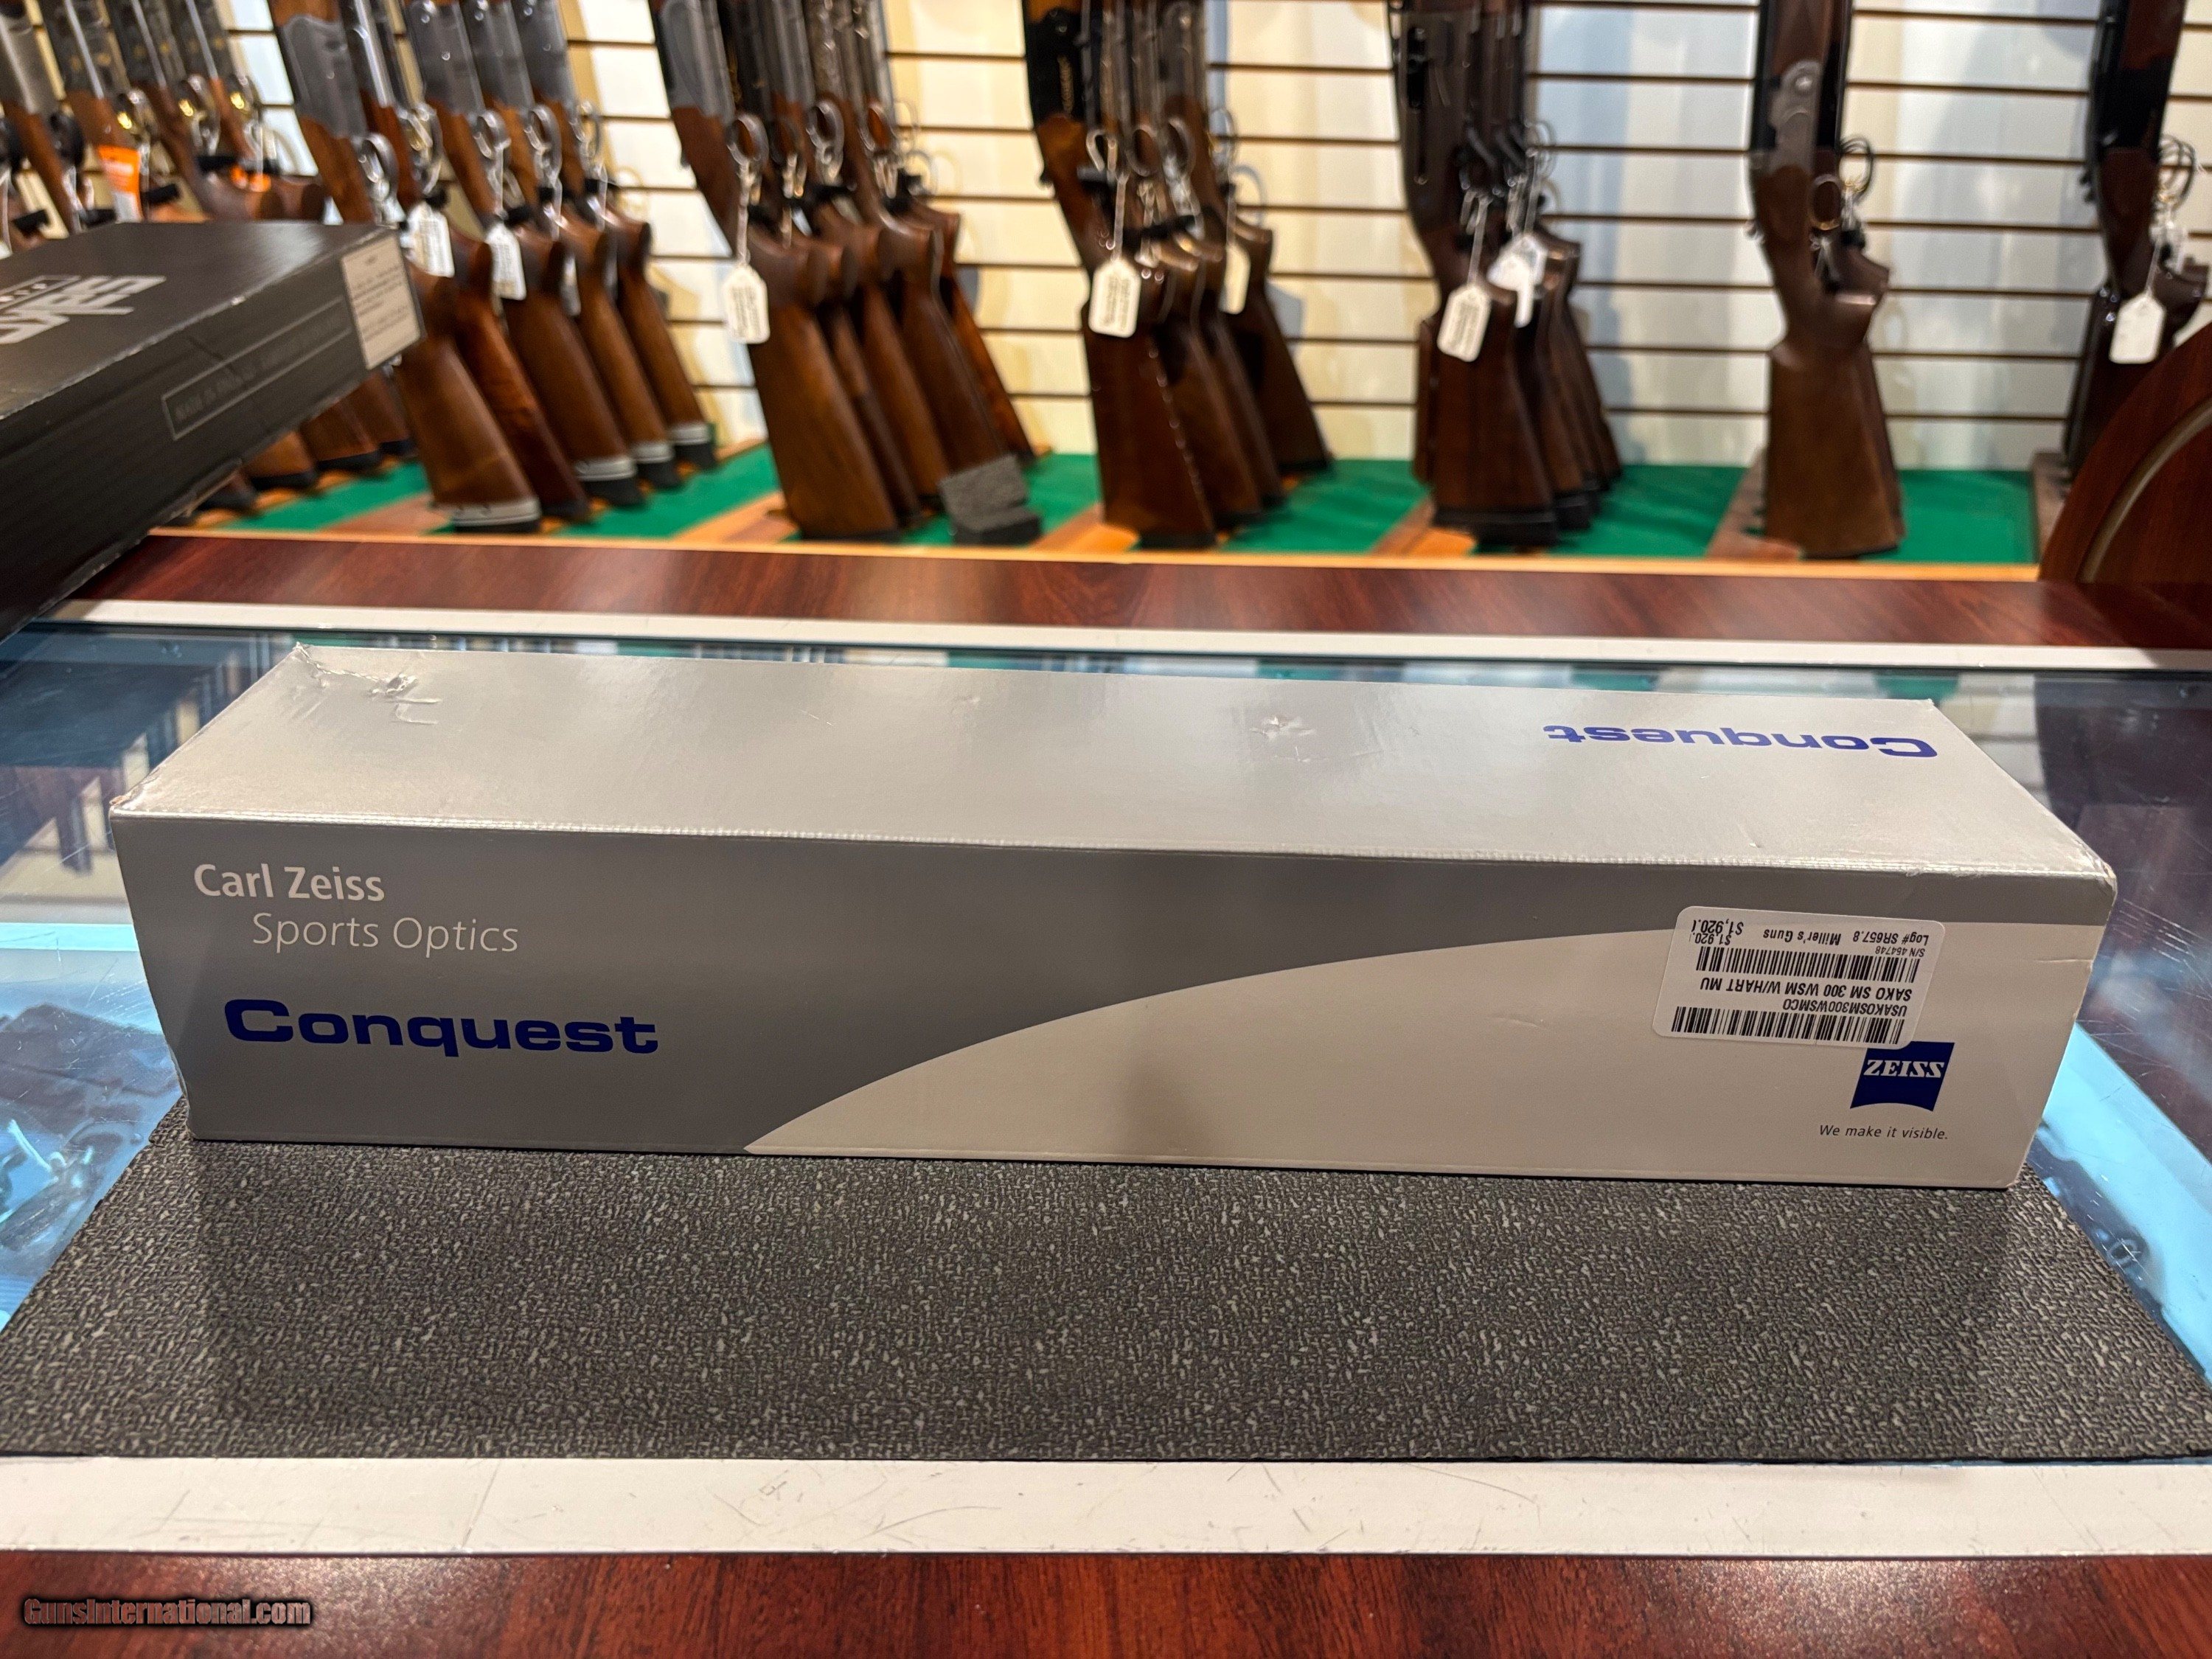 Conquest
Carl Zeiss
Sports Optics
Conquest
USAKOSM300WSMCO
SAKO SM 300 WSM W/HART MU
S/N 464748
$1,920.
Log# SR657.8 Miller's Guns $1,920.(
ZEISS
We make it visible.
GunsInternational.com